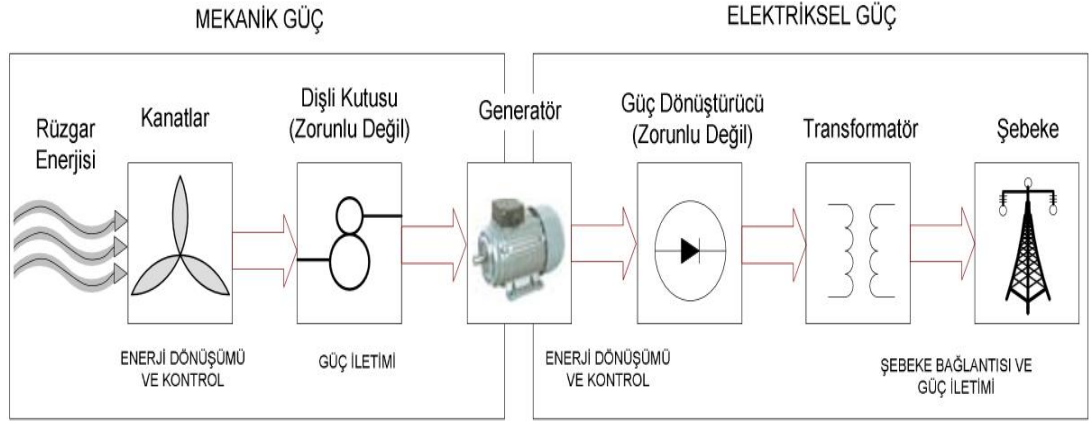 MEKANİK GÜÇ
ELEKTRİKSEL GÜÇ
Rüzgar
Enerjisi
Kanatlar
Dişli Kutusu
(Zorunlu Değil)
Generatör
Güç Dönüştürücü
(Zorunlu Değil)
Transformatör
Şebeke
ENERJİ DÖNÜŞÜMÜ
VE KONTROL
GÜÇ İLETİMİ
ENERJİ DÖNÜŞÜMÜ
VE KONTROL
ŞEBEKE BAĞLANTISI VE
GÜÇ İLETİMİ